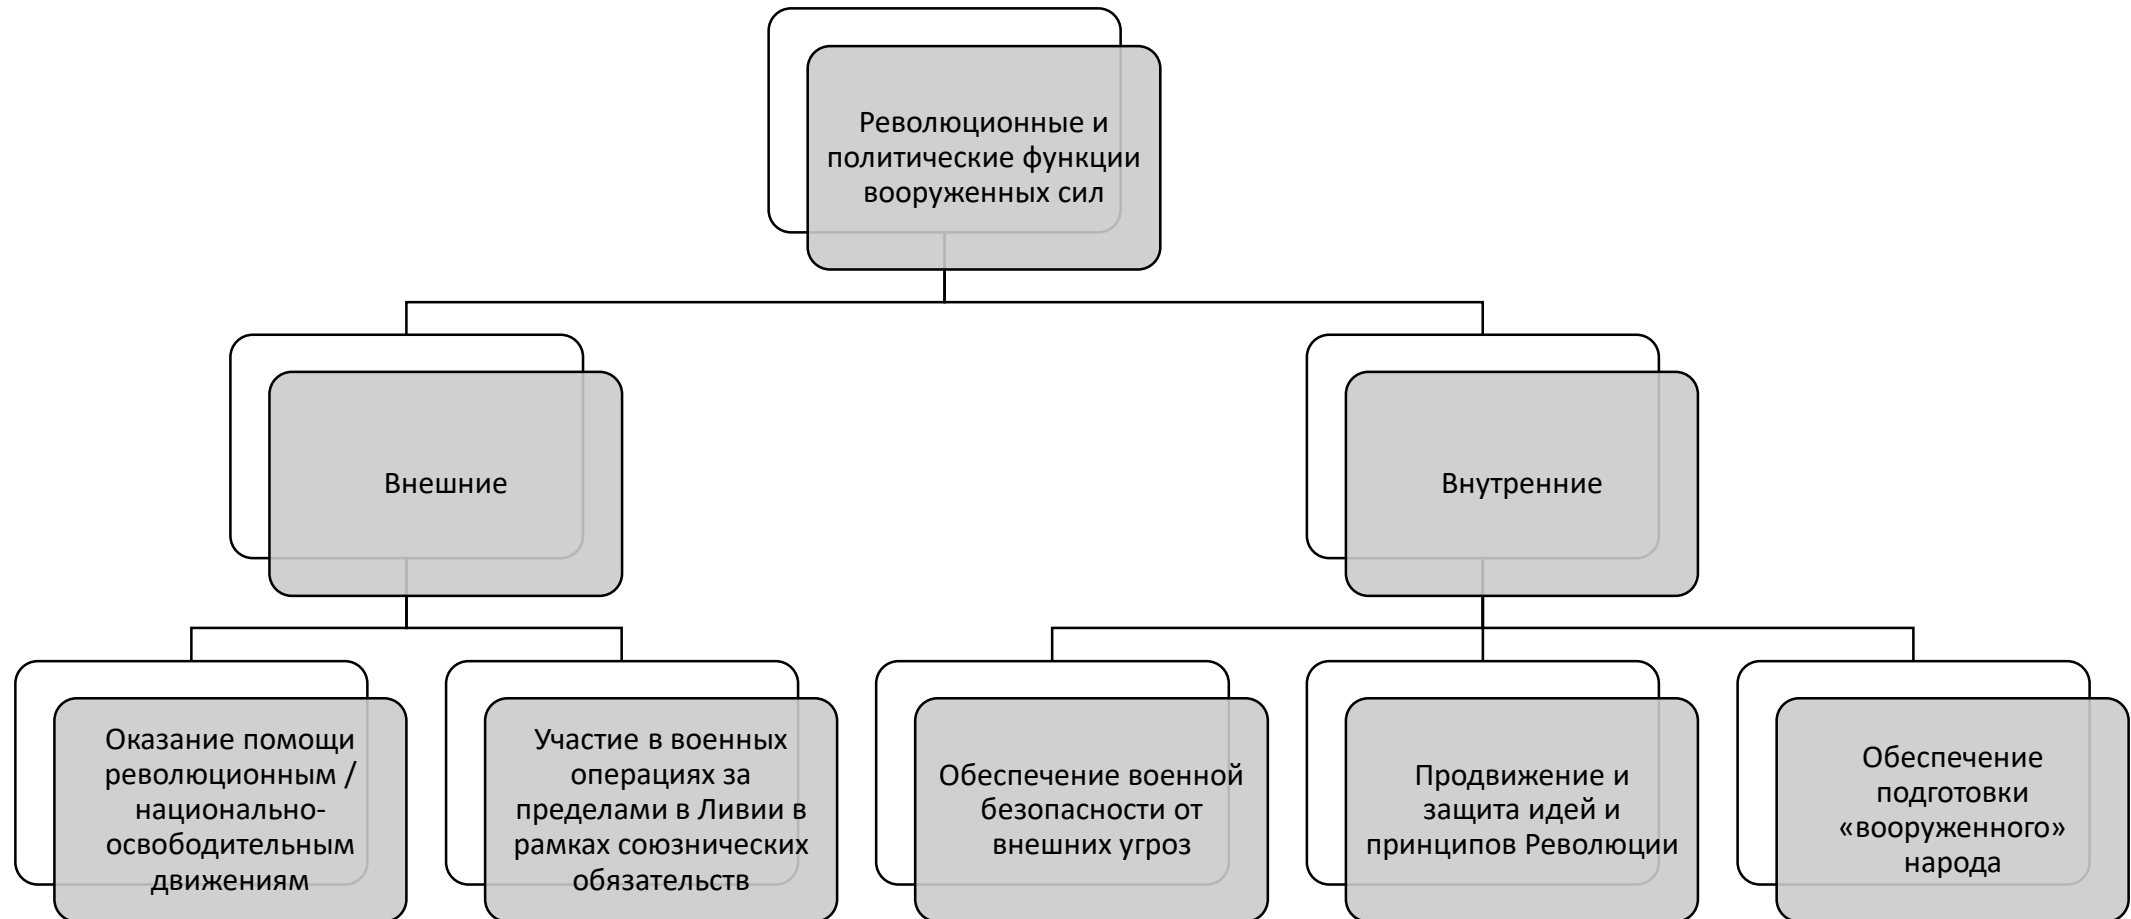 Революционные и
политические функции
вооруженных сил
Внешние
Внутренние
Оказание помощи
революционным /
национально-
освободительным
движениям
Участие в военных
операциях за
пределами в Ливии в
рамках союзнических
обязательств
Обеспечение военной
безопасности от
внешних угроз
Продвижение и
защита идей и
принципов Революции
Обеспечение
подготовки
«вооруженного»
народа